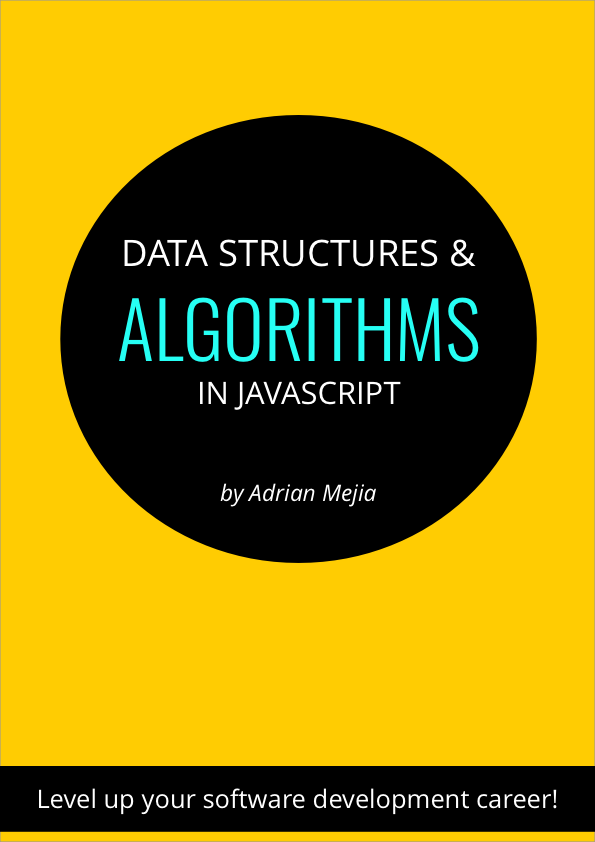 DATA STRUCTURES &
ALGORITHMS
IN JAVASCRIPT
by Adrian Mejia
Level up your software development career!